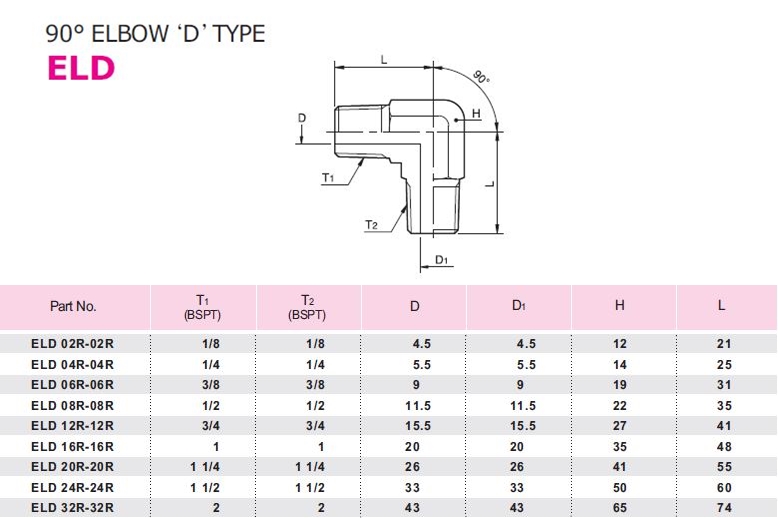 90° ELBOW ‘D’ TYPE
ELD
L
90°
H
D
T1
L
T2
D1
Part No. T1 (BSPT) T2 (BSPT) D D1 H L
ELD 02R-02R 1/8 1/8 4.5 4.5 12 21
ELD 04R-04R 1/4 1/4 5.5 5.5 14 25
ELD 06R-06R 3/8 3/8 9 9 19 31
ELD 08R-08R 1/2 1/2 11.5 11.5 22 35
ELD 12R-12R 3/4 3/4 15.5 15.5 27 41
ELD 16R-16R 1 1 20 20 35 48
ELD 20R-20R 1 1/4 1 1/4 26 26 41 55
ELD 24R-24R 1 1/2 1 1/2 33 33 50 60
ELD 32R-32R 2 2 43 43 65 74